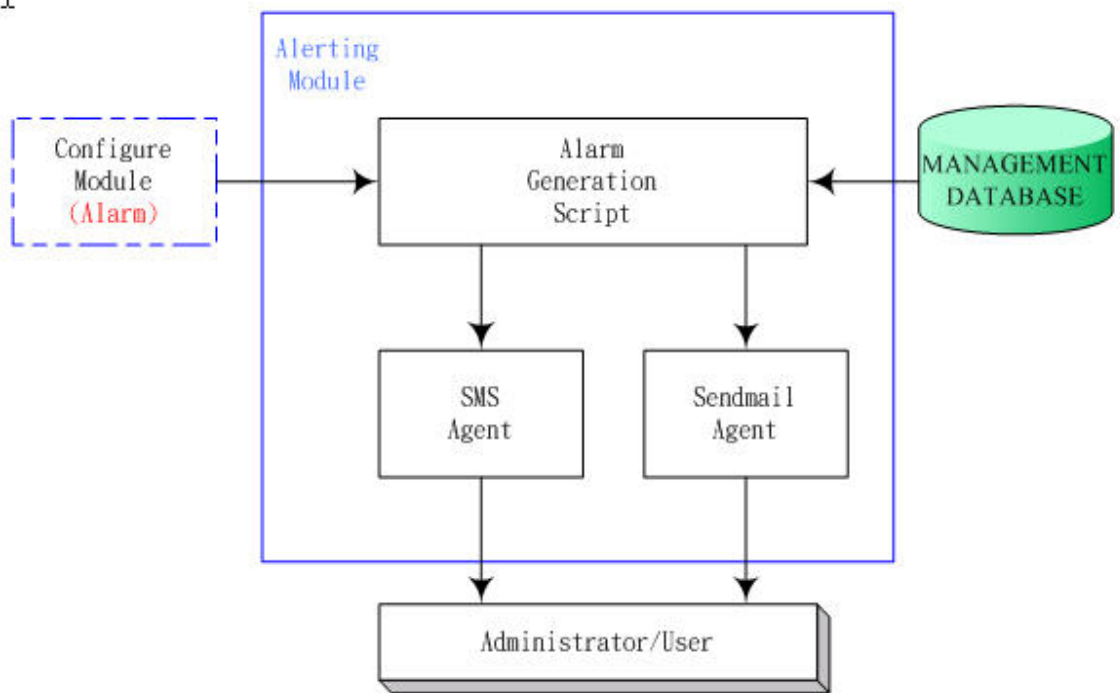 Alerting
Module
Configure
Module
(Alarm)
Alarm
Generation
Script
MANAGEMENT
DATABASE
SMS
Agent
Sendmail
Agent
Administrator/User